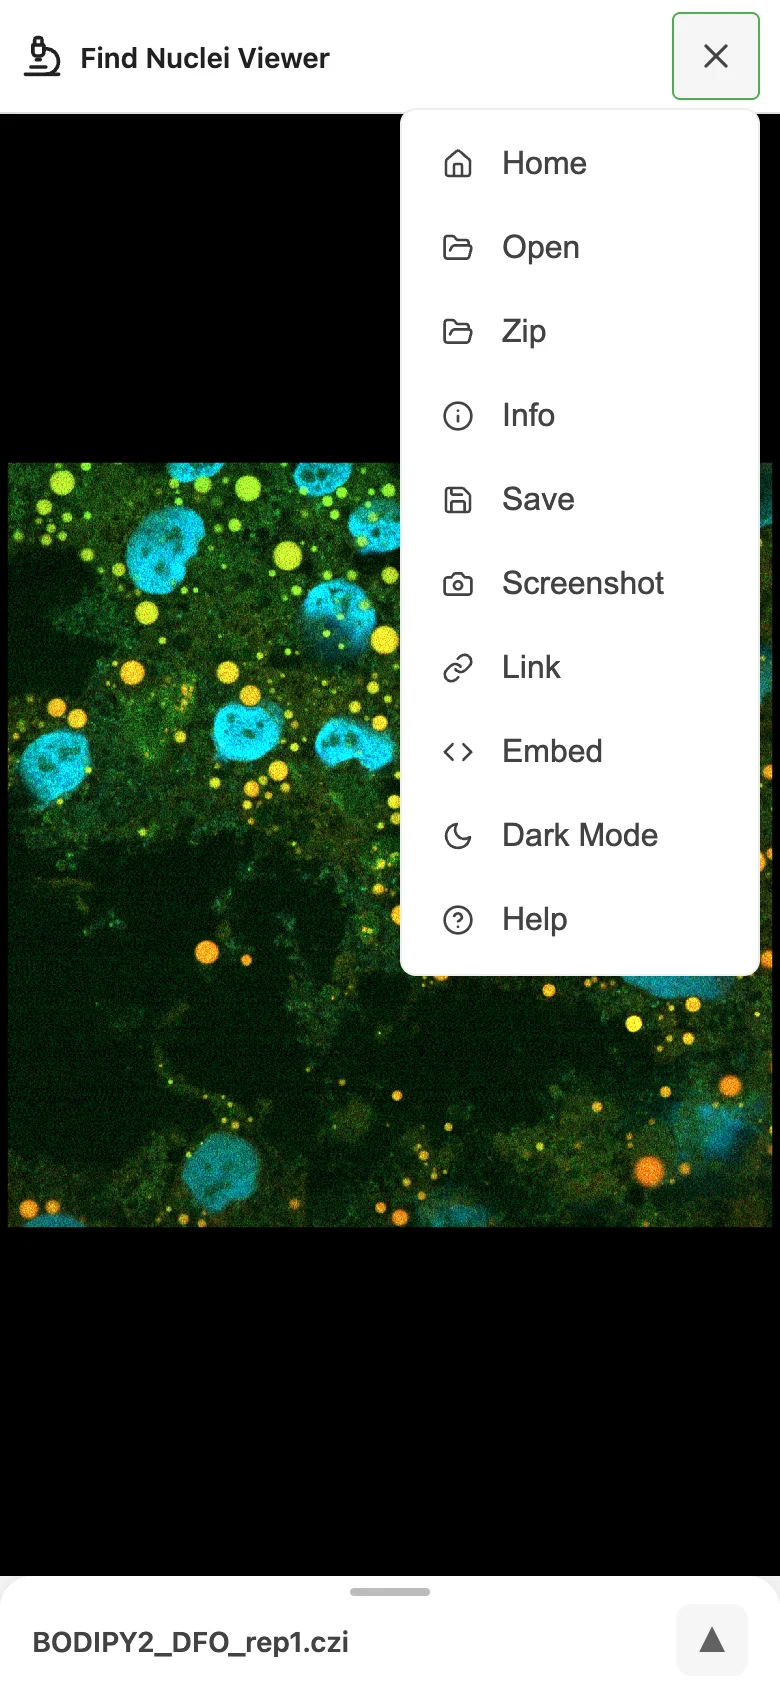 Find Nuclei Viewer
Home
Open
Zip
Info
Save
Screenshot
Link
Embed
Dark Mode
Help
BODIPY2_DFO_rep1.czi